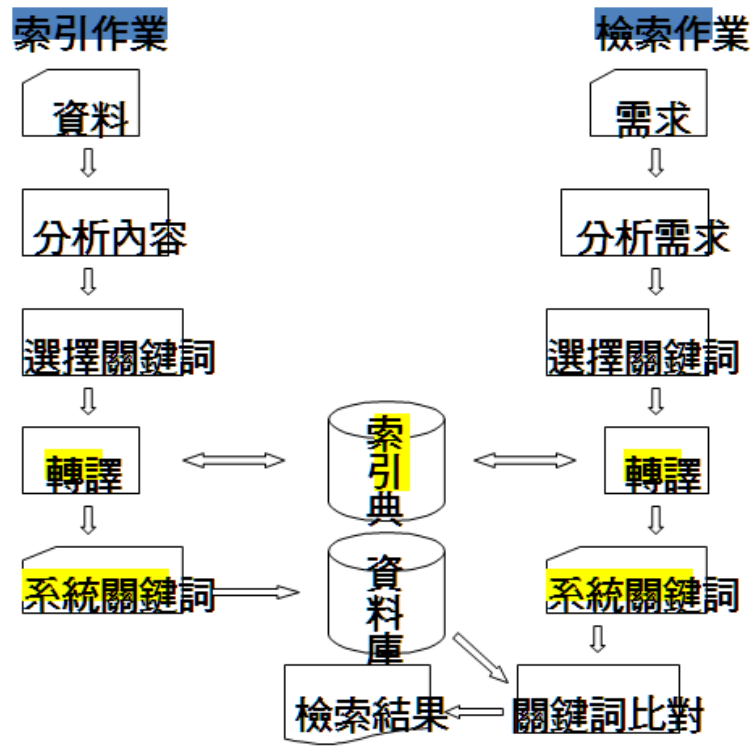 索引作業
檢索作業
資料
需求
分析內容
分析需求
選擇關鍵詞
選擇關鍵詞
轉譯
索
引
典
轉譯
系統關鍵詞
資
料
庫
系統關鍵詞
檢索結果
關鍵詞比對